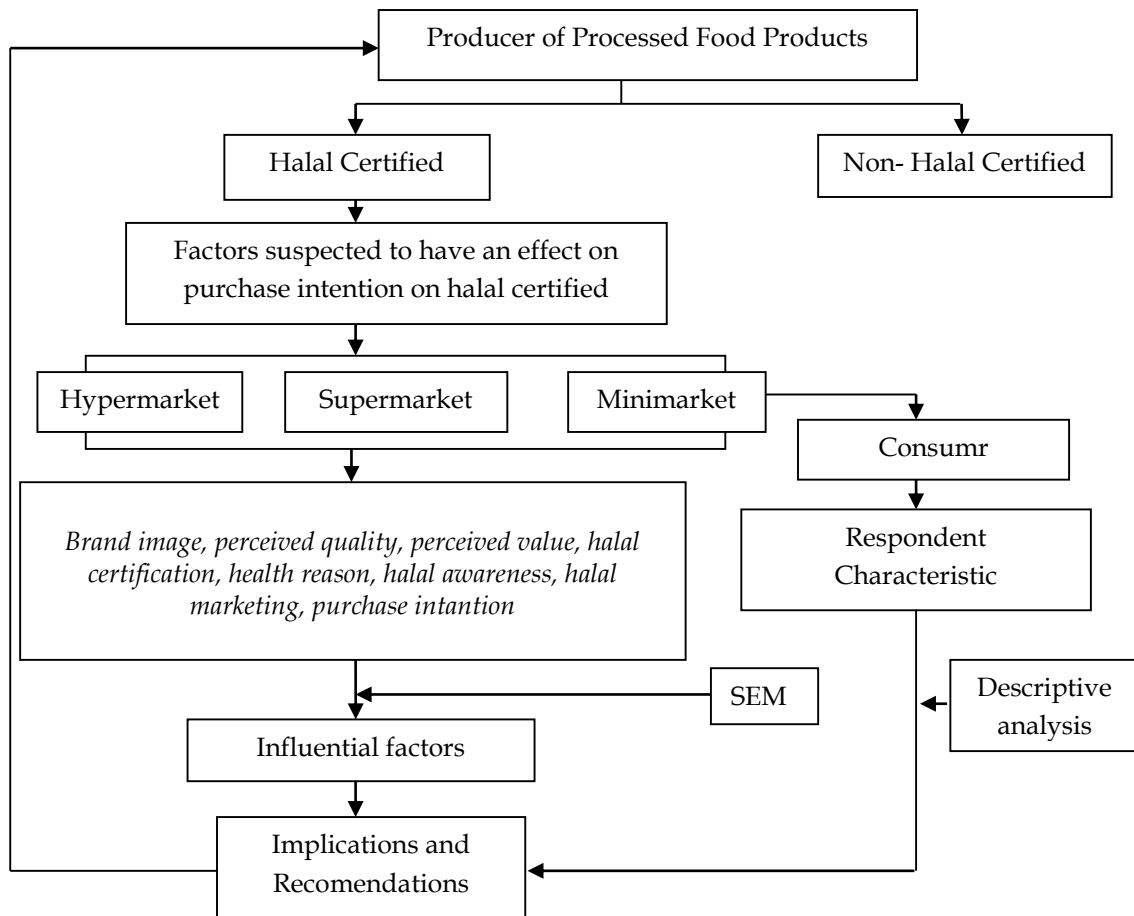 Producer of Processed Food Products
Halal Certified
Non- Halal Certified
Factors suspected to have an effect on
purchase intention on halal certified
Hypermarket
Supermarket
Minimarket
Consumr
Brand image, perceived quality, perceived value, halal
certification, health reason, halal awareness, halal
marketing, purchase intantion
Respondent
Characteristic
SEM
Descriptive
analysis
Influential factors
Implications and
Recomendations